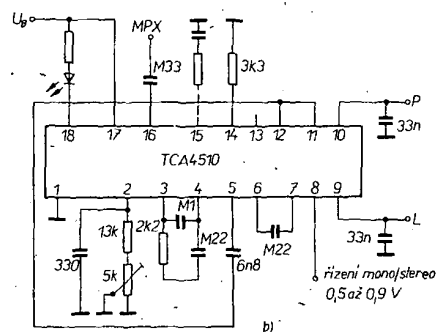 U_B
MPX
M33
3k3
P
33n
18 17 16 15 14 13 12 11 10
TCA4510
1 2 3 4 5 6 7 8 9
M1
13k
2k2
M22
6n8
M22
33n
L
330
5k
řízení mono/stereo
0,5 až 0,9 V
b)